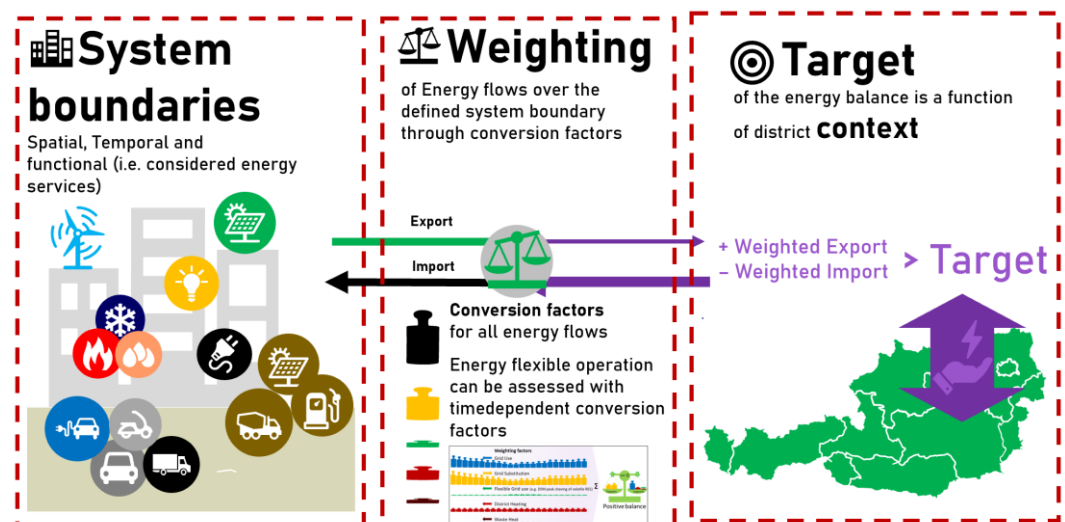 System
boundaries
Spatial, Temporal and
functional (i.e. considered energy
services)
Weighting
of Energy flows over the
defined system boundary
through conversion factors
Export
Import
Conversion factors
for all energy flows
Energy flexible operation
can be assessed with
timedependent conversion
factors
Weighting factors
Grid Use
Grid Substitution
District Heating
Waste Heat
Σ
Positive balance
Target
of the energy balance is a function
of district context
+ Weighted Export
– Weighted Import
> Target